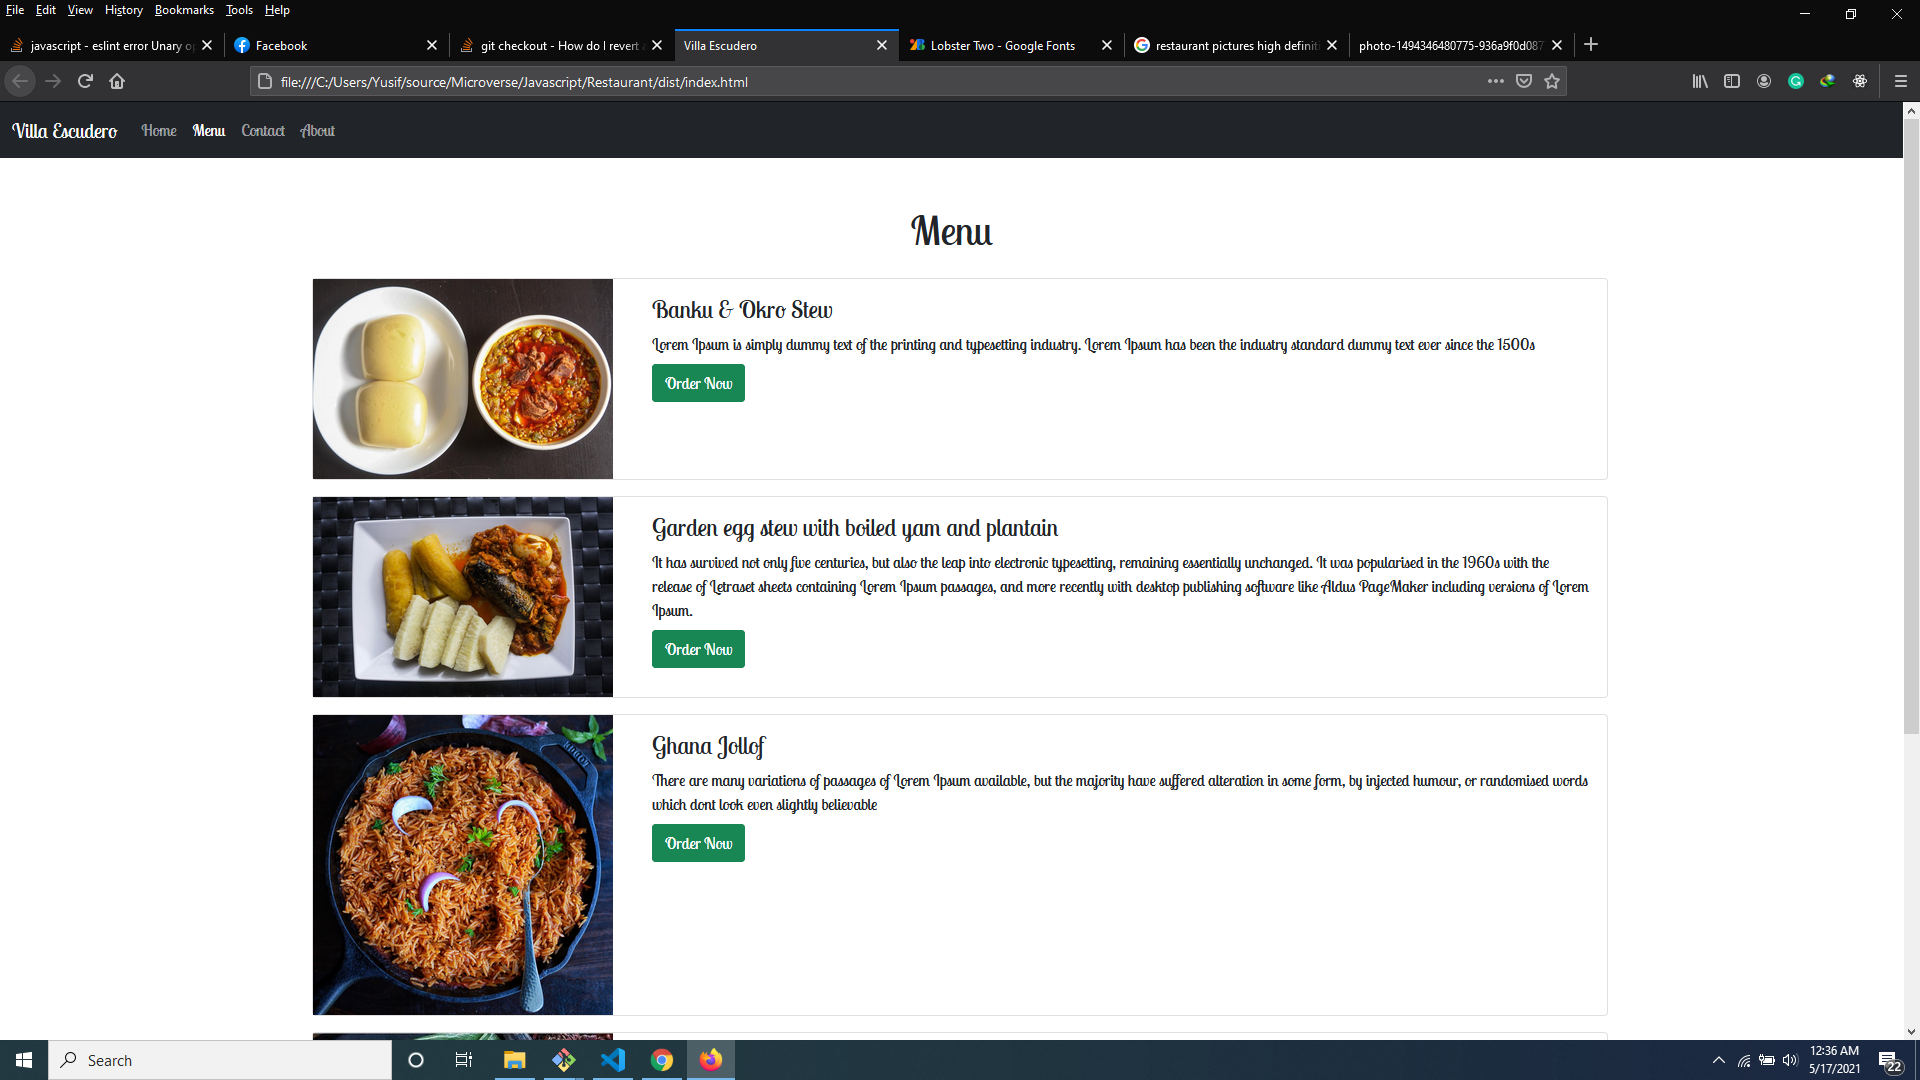 File Edit View History Bookmarks Tools Help
javascript - eslint error Unary op
Facebook
git checkout - How do I revert a
Villa Escudero
Lobster Two - Google Fonts
restaurant pictures high definiti
photo-1494346480775-936a9f0d087
file:///C:/Users/Yusif/source/Microverse/Javascript/Restaurant/dist/index.html
Villa Escudero Home Menu Contact About
Menu
Banku & Okro Stew
Lorem Ipsum is simply dummy text of the printing and typesetting industry. Lorem Ipsum has been the industry standard dummy text ever since the 1500s
Order Now
Garden egg stew with boiled yam and plantain
It has survived not only five centuries, but also the leap into electronic typesetting, remaining essentially unchanged. It was popularised in the 1960s with the
release of Letraset sheets containing Lorem Ipsum passages, and more recently with desktop publishing software like Aldus PageMaker including versions of Lorem
Ipsum.
Order Now
Ghana Jollof
There are many variations of passages of Lorem Ipsum available, but the majority have suffered alteration in some form, by injected humour, or randomised words
which dont look even slightly believable
Order Now
Search
12:36 AM
5/17/2021
22